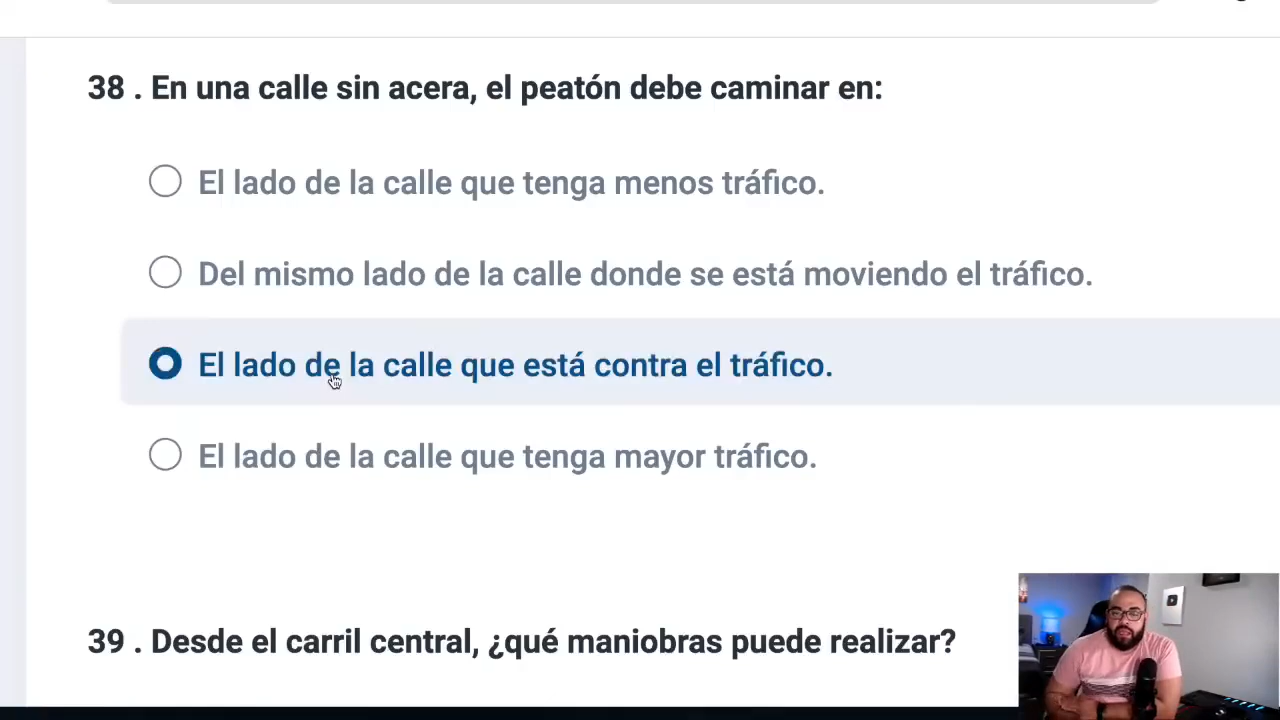 38 . En una calle sin acera, el peatón debe caminar en:
El lado de la calle que tenga menos tráfico.
Del mismo lado de la calle donde se está moviendo el tráfico.
El lado de la calle que está contra el tráfico.
El lado de la calle que tenga mayor tráfico.
39 . Desde el carril central, ¿qué maniobras puede realizar?